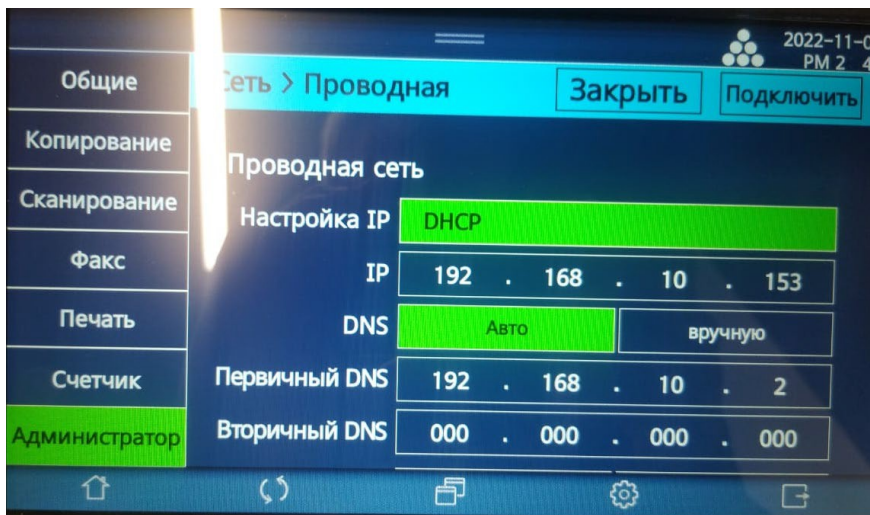 2022-11-0
PM 2 4
Общие
Сеть > Проводная
Закрыть
Подключить
Копирование
Проводная сеть
Сканирование
Настройка IP
DHCP
Факс
IP
192 . 168 . 10 . 153
Печать
DNS
Авто
вручную
Счетчик
Первичный DNS
192 . 168 . 10 . 2
Администратор
Вторичный DNS
000 . 000 . 000 . 000